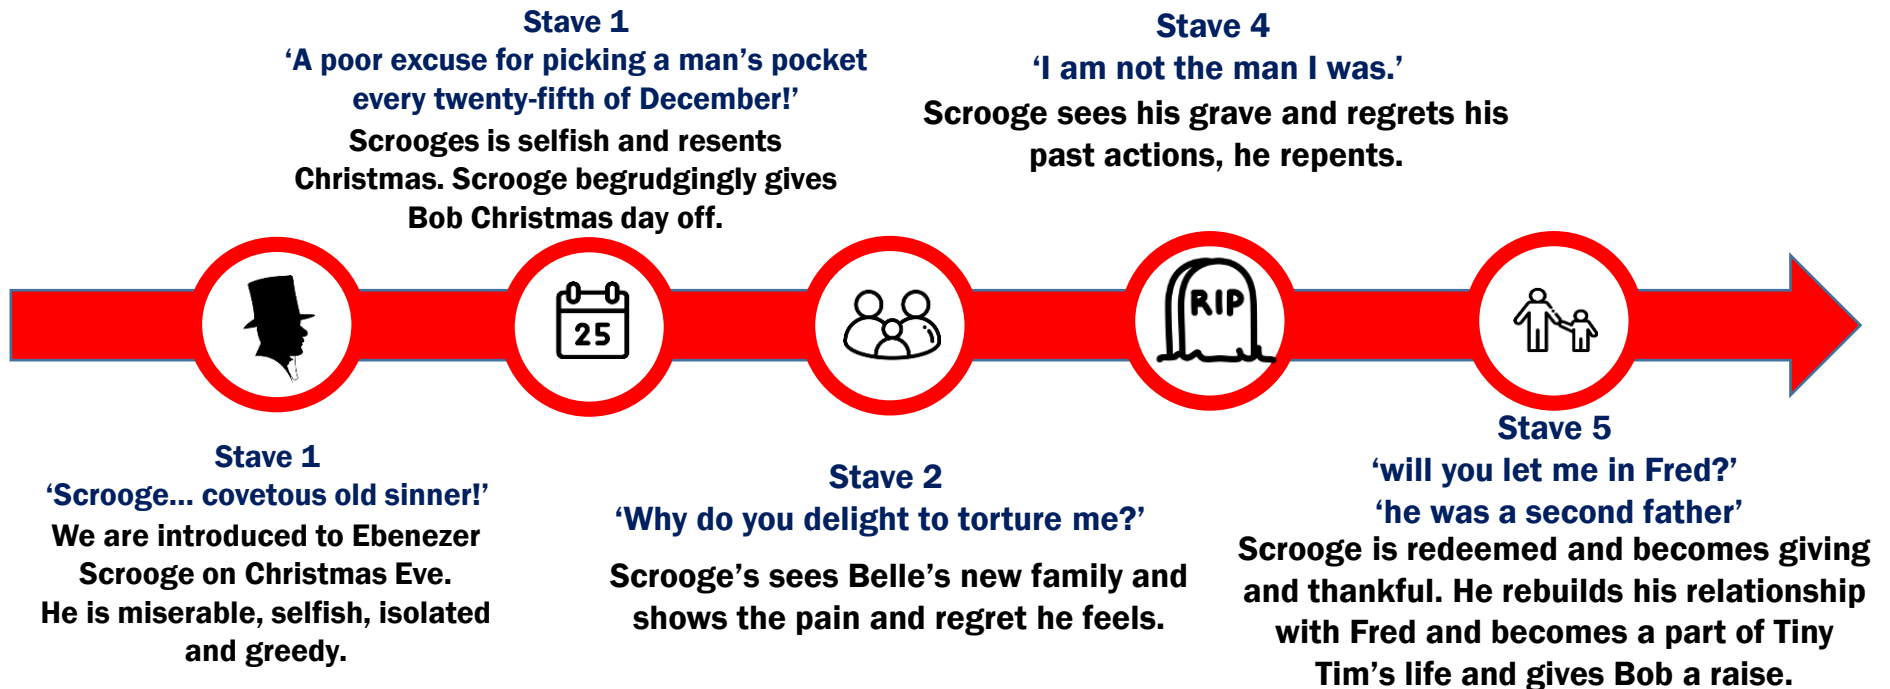 Stave 1
‘A poor excuse for picking a man’s pocket
every twenty-fifth of December!’
Scrooges is selfish and resents
Christmas. Scrooge begrudgingly gives
Bob Christmas day off.
Stave 4
‘I am not the man I was.’
Scrooge sees his grave and regrets his
past actions, he repents.
25
RIP
Stave 1
‘Scrooge... covetous old sinner!’
We are introduced to Ebenezer
Scrooge on Christmas Eve.
He is miserable, selfish, isolated
and greedy.
Stave 2
‘Why do you delight to torture me?’
Scrooge’s sees Belle’s new family and
shows the pain and regret he feels.
Stave 5
‘will you let me in Fred?’
‘he was a second father’
Scrooge is redeemed and becomes giving
and thankful. He rebuilds his relationship
with Fred and becomes a part of Tiny
Tim’s life and gives Bob a raise.